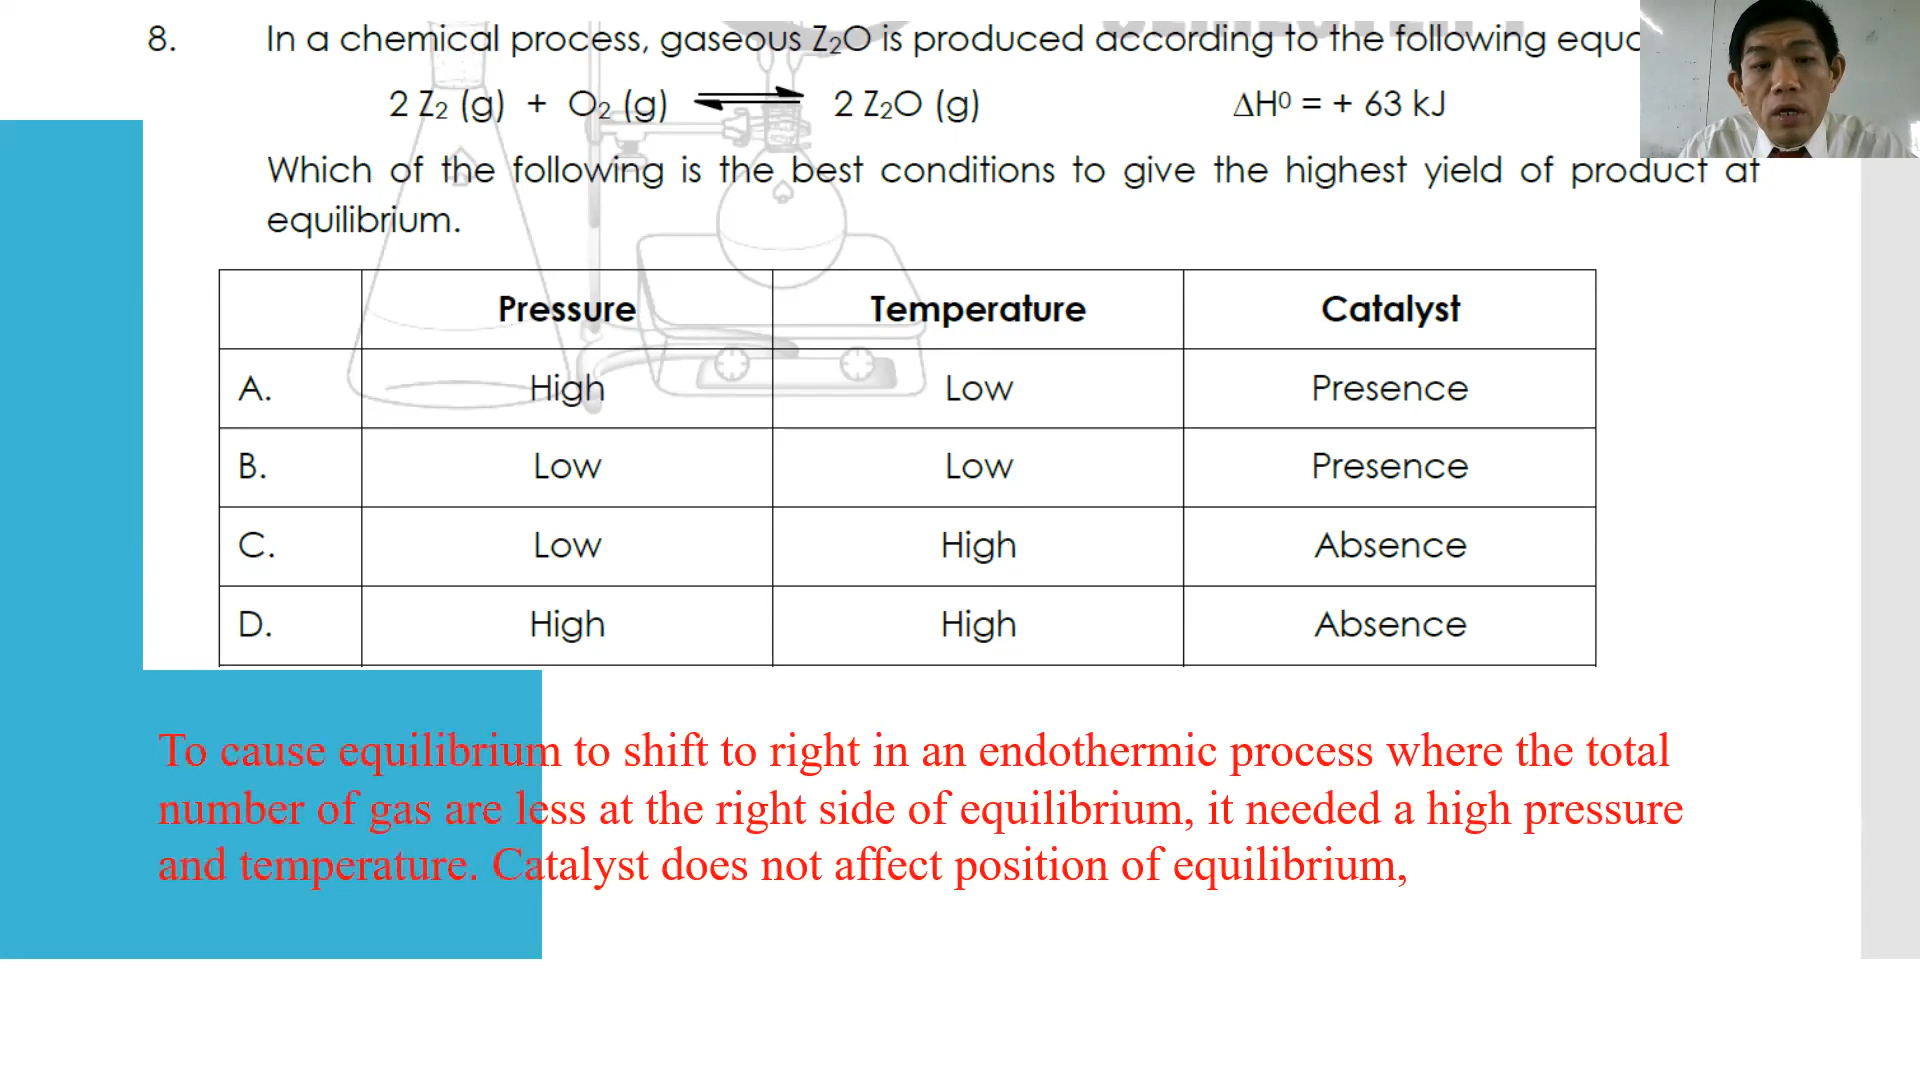 8. In a chemical process, gaseous Z₂O is produced according to the following equa
2 Z₂ (g) + O₂ (g) ⇌ 2 Z₂O (g) ΔH⁰ = + 63 kJ
Which of the following is the best conditions to give the highest yield of product at
equilibrium.
Pressure Temperature Catalyst
A. High Low Presence
B. Low Low Presence
C. Low High Absence
D. High High Absence
To cause equilibrium to shift to right in an endothermic process where the total
number of gas are less at the right side of equilibrium, it needed a high pressure
and temperature. Catalyst does not affect position of equilibrium,